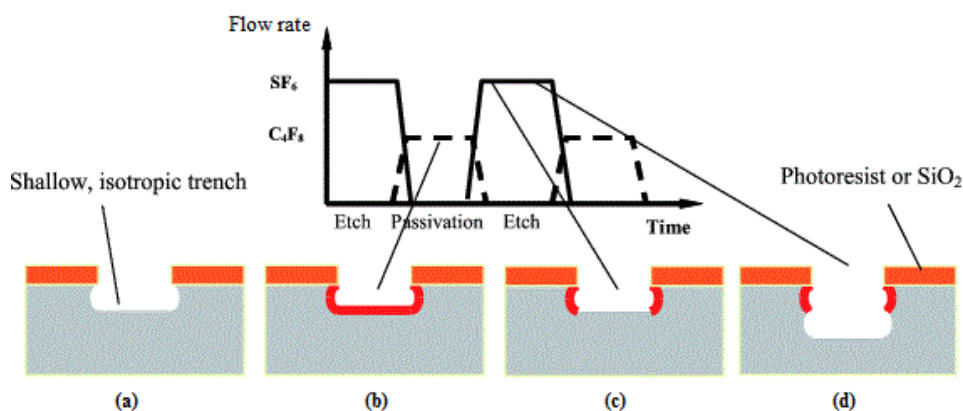 Flow rate
SF₆
C₄F₈
Shallow, isotropic trench
Photoresist or SiO₂
Etch Passivation Etch
Time
(a) (b) (c) (d)